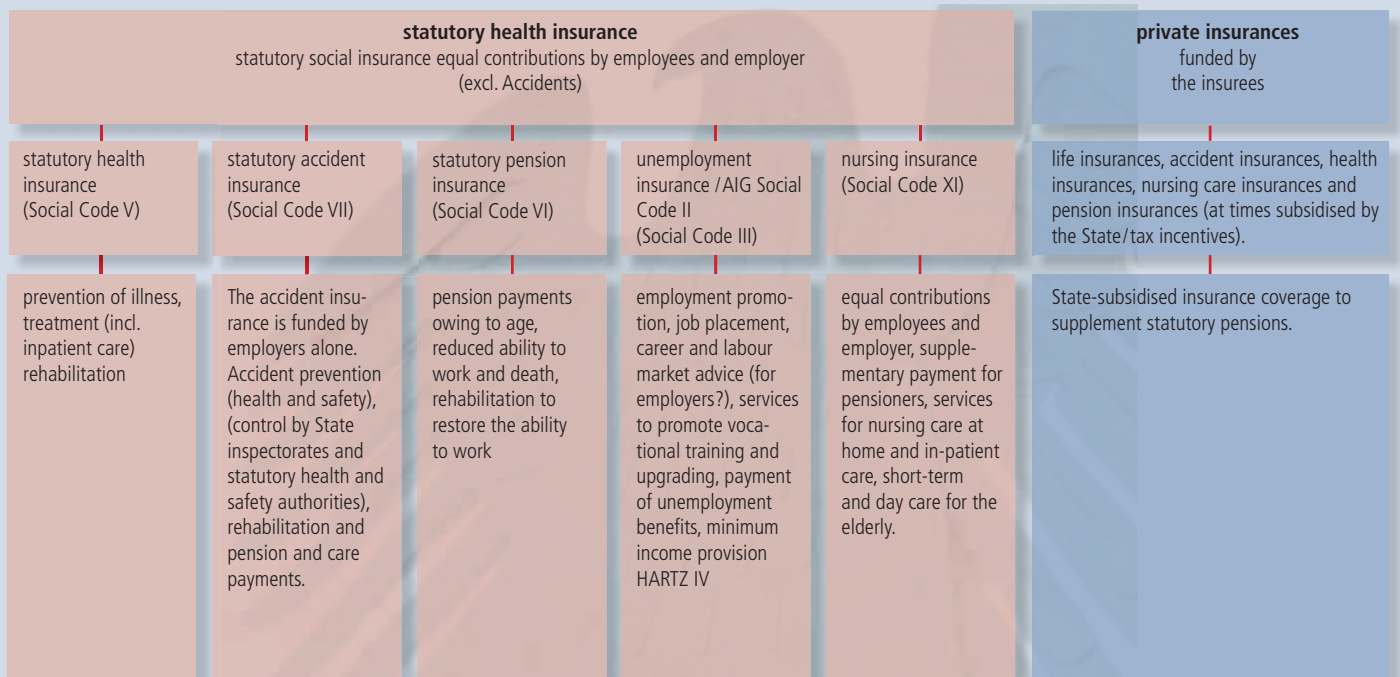 statutory health insurance
statutory social insurance equal contributions by employees and employer
(excl. Accidents)
private insurances
funded by
the insurees
statutory health
insurance
(Social Code V)
statutory accident
insurance
(Social Code VII)
statutory pension
insurance
(Social Code VI)
unemployment
insurance / AIG Social
Code II
(Social Code III)
nursing insurance
(Social Code XI)
life insurances, accident insurances, health
insurances, nursing care insurances and
pension insurances (at times subsidised by
the State/tax incentives).
prevention of illness,
treatment (incl.
inpatient care)
rehabilitation
The accident insu-
rance is funded by
employers alone.
Accident prevention
(health and safety),
(control by State
inspectorates and
statutory health and
safety authorities),
rehabilitation and
pension and care
payments.
pension payments
owing to age,
reduced ability to
work and death,
rehabilitation to
restore the ability
to work
employment promo-
tion, job placement,
career and labour
market advice (for
employers?), services
to promote voca-
tional training and
upgrading, payment
of unemployment
benefits, minimum
income provision
HARTZ IV
equal contributions
by employees and
employer, supple-
mentary payment for
pensioners, services
for nursing care at
home and in-patient
care, short-term
and day care for the
elderly.
State-subsidised insurance coverage to
supplement statutory pensions.